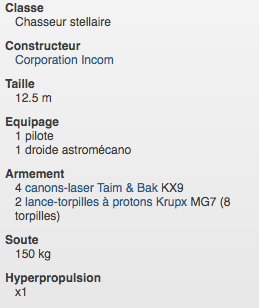 Classe
Chasseur stellaire
Constructeur
Corporation Incom
Taille
12.5 m
Equipage
1 pilote
1 droide astromécano
Armement
4 canons-laser Taim & Bak KX9
2 lance-torpilles à protons Krupx MG7 (8
torpilles)
Soute
150 kg
Hyperpropulsion
x1